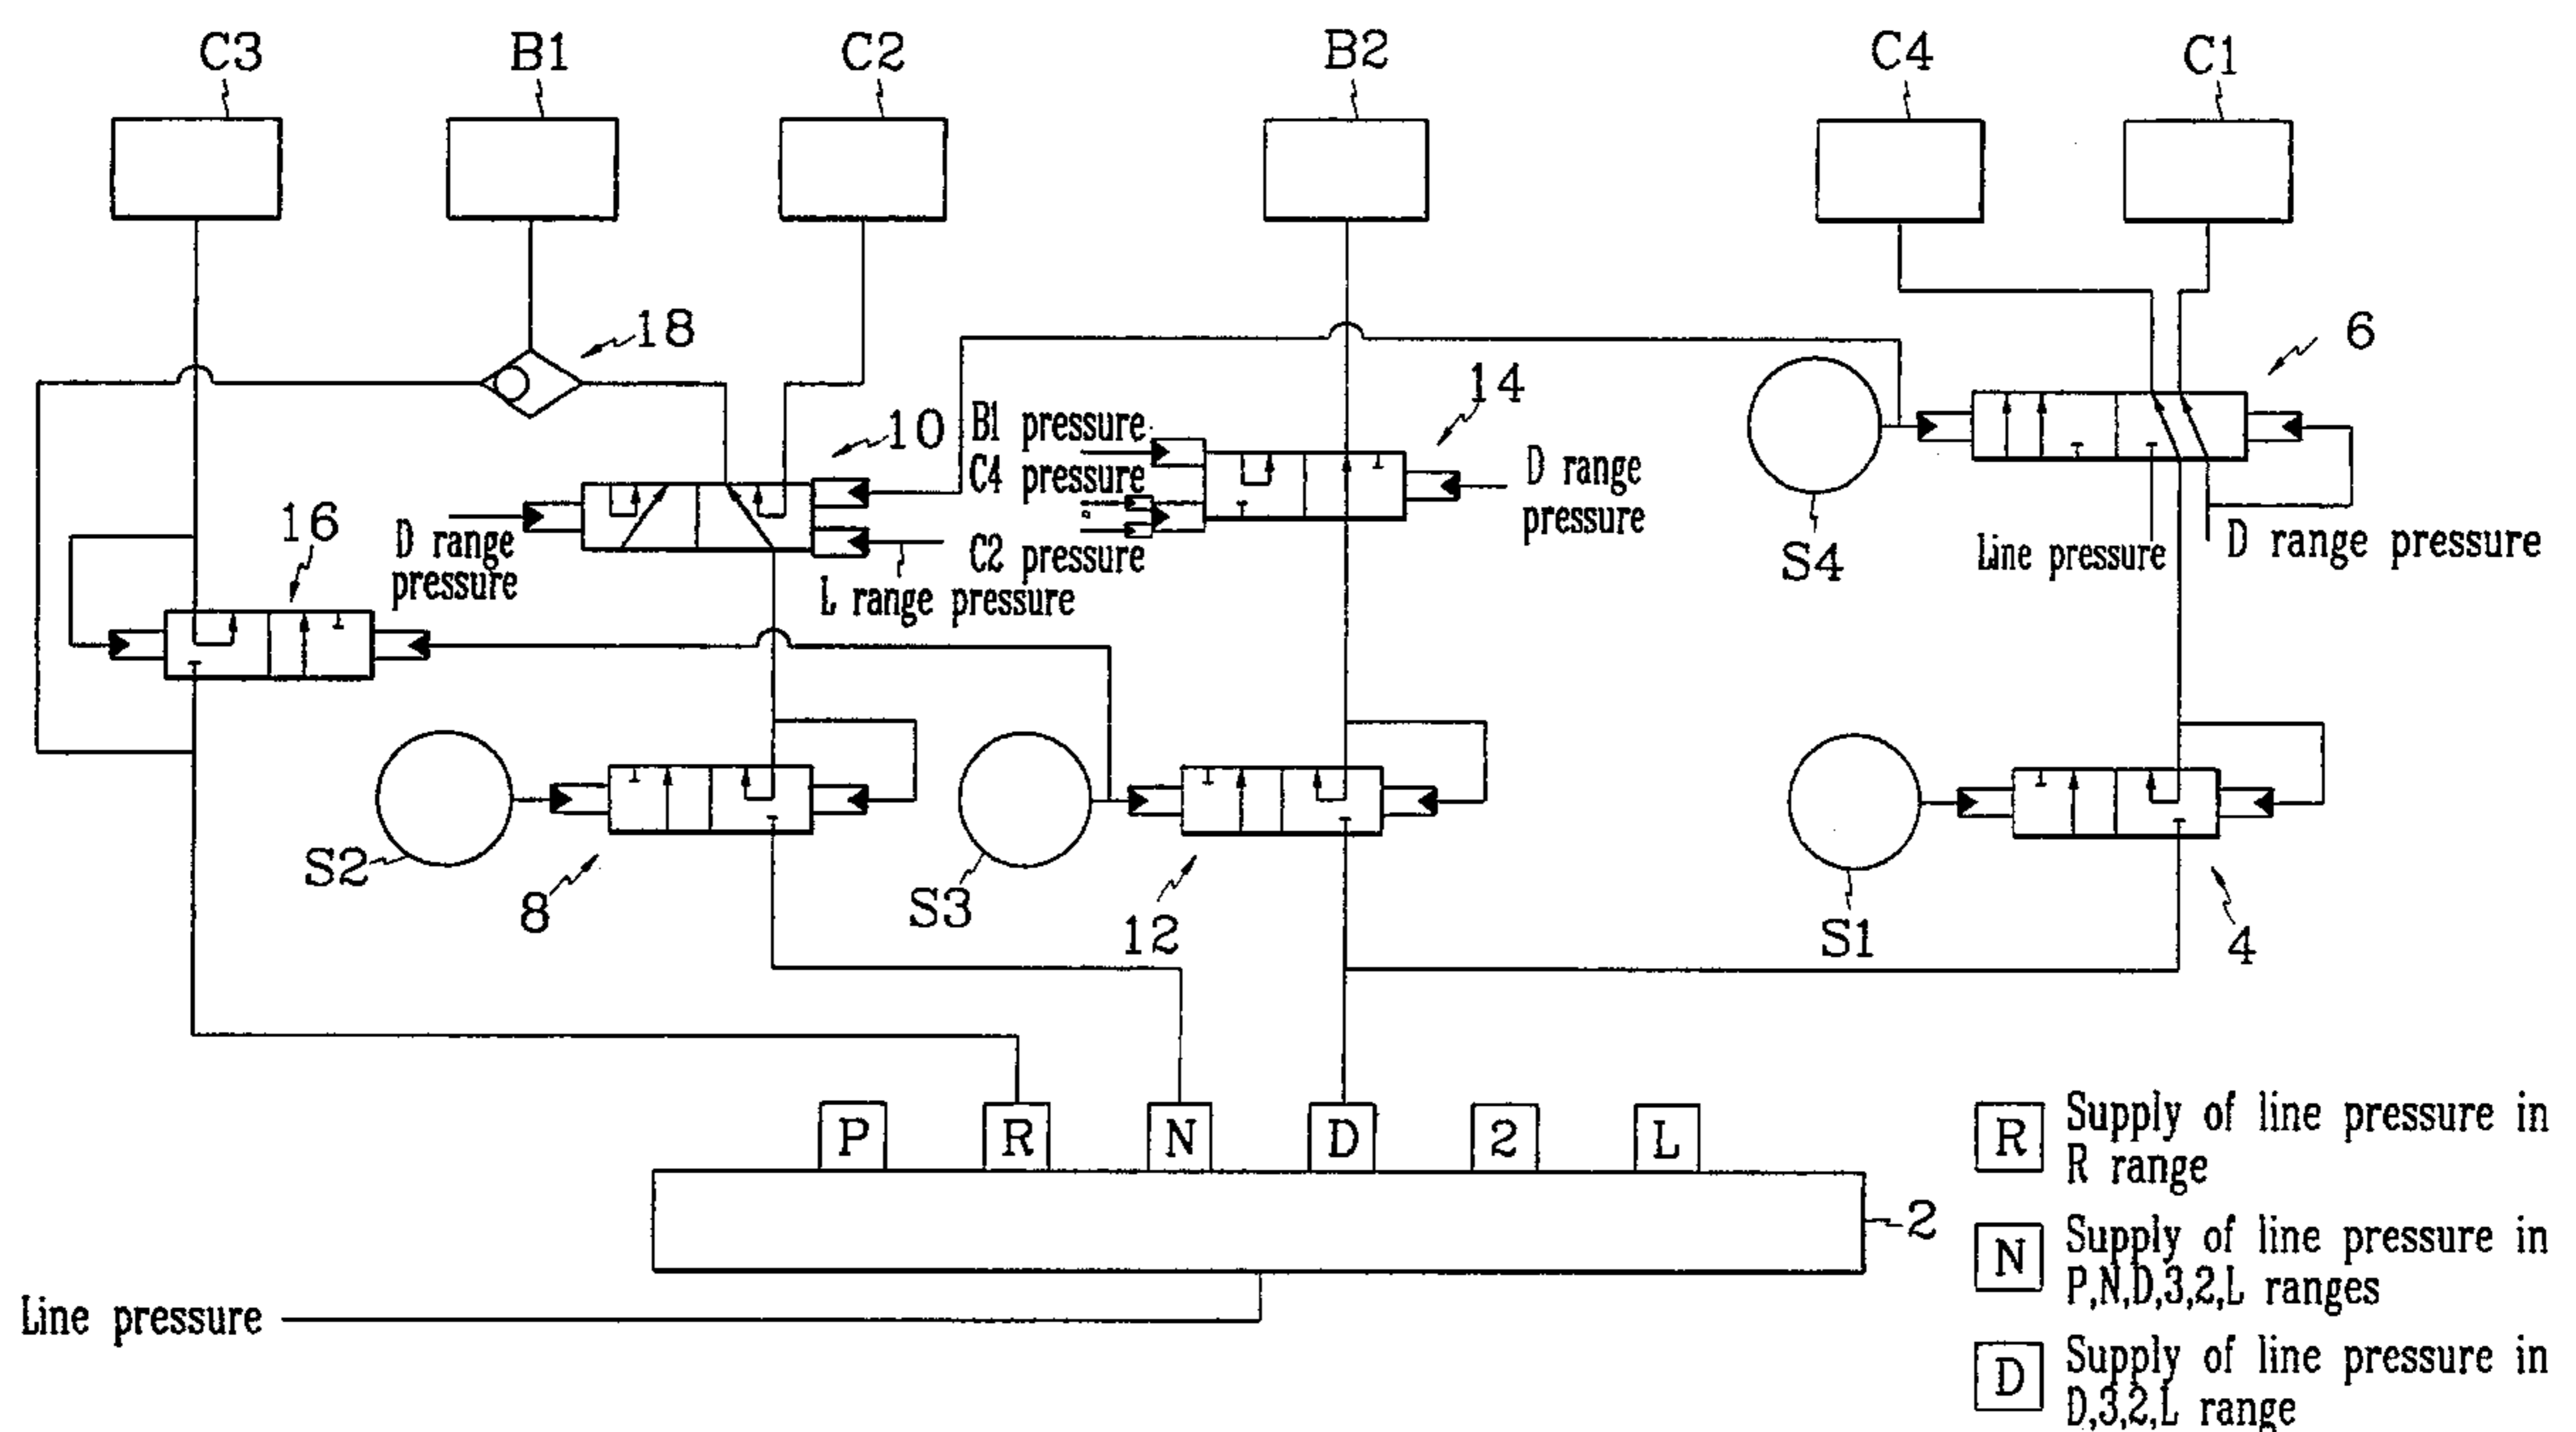 C3
B1
C2
B2
C4
C1
18
6
14
10
B1 pressure
C4 pressure
D range
pressure
16
D range
pressure
C2 pressure
L range pressure
S4
Line pressure
D range pressure
S2
8
S3
12
S1
4
P
R
N
D
2
L
2
Line pressure
R Supply of line pressure in
R range
N Supply of line pressure in
P,N,D,3,2,L ranges
D Supply of line pressure in
D,3,2,L range